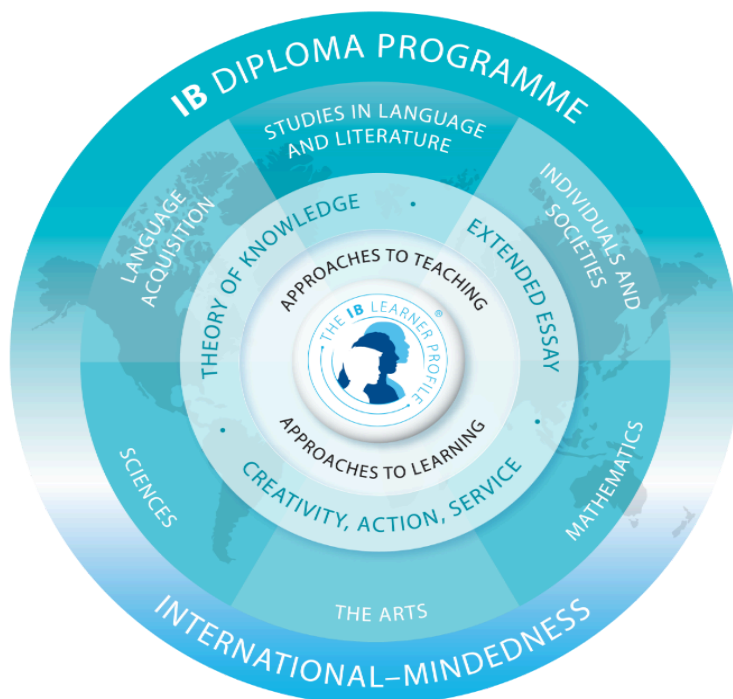 IB DIPLOMA PROGRAMME
STUDIES IN LANGUAGE
AND LITERATURE
LANGUAGE
ACQUISITION
INDIVIDUALS AND
SOCIETIES
THEORY OF KNOWLEDGE
•
EXTENDED ESSAY
APPROACHES TO TEACHING
THE IB LEARNER PROFILE
®
APPROACHES TO LEARNING
•
•
CREATIVITY, ACTION, SERVICE
SCIENCES
MATHEMATICS
THE ARTS
INTERNATIONAL–MINDEDNESS